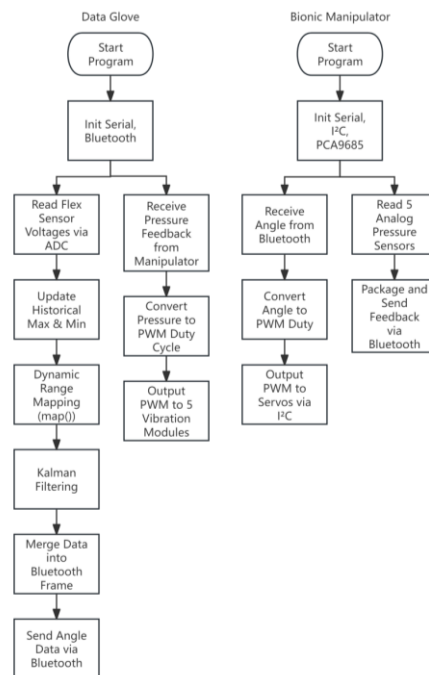 Data Glove
Start
Program
Init Serial,
Bluetooth
Read Flex
Sensor
Voltages via
ADC
Update
Historical
Max & Min
Dynamic
Range
Mapping
(map())
Kalman
Filtering
Merge Data
into
Bluetooth
Frame
Send Angle
Data via
Bluetooth
Receive
Pressure
Feedback
from
Manipulator
Convert
Pressure to
PWM Duty
Cycle
Output
PWM to 5
Vibration
Modules
Bionic Manipulator
Start
Program
Init Serial,
I²C,
PCA9685
Receive
Angle from
Bluetooth
Convert
Angle to
PWM Duty
Output
PWM to
Servos via
I²C
Read 5
Analog
Pressure
Sensors
Package and
Send
Feedback
via
Bluetooth